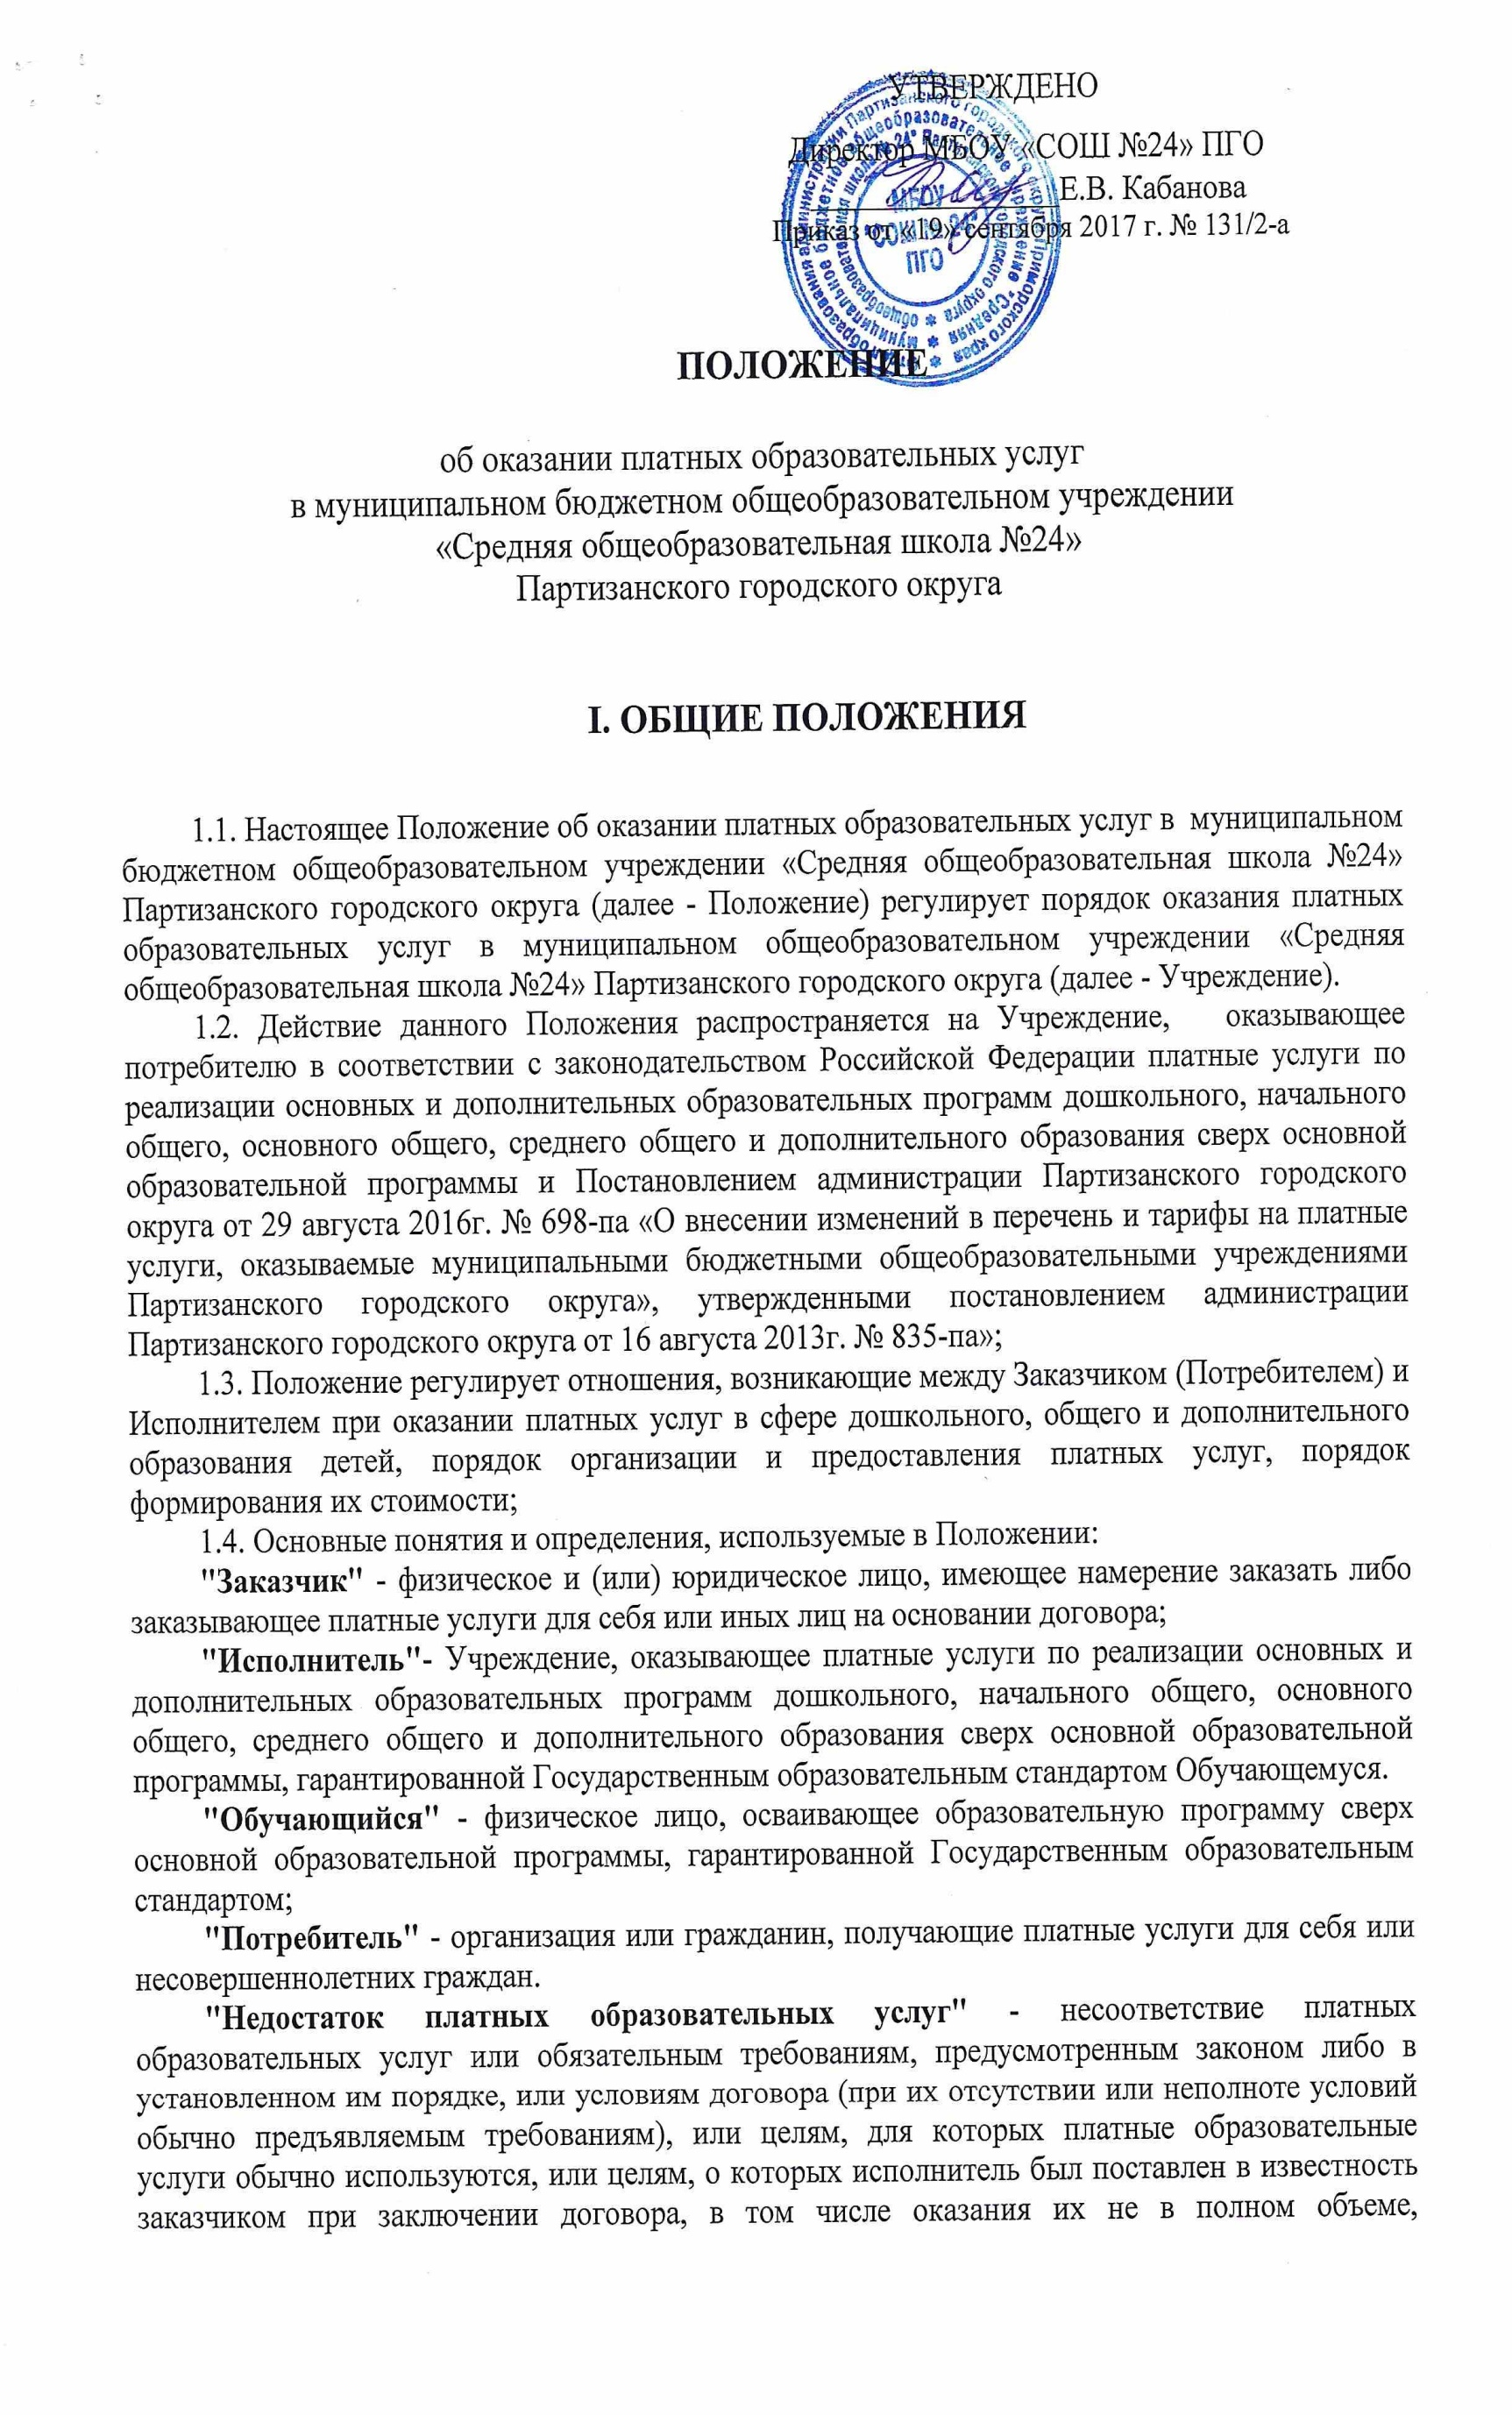 УТВЕРЖДЕНО
Директор МБОУ «СОШ №24» ПГО
Е.В. Кабанова
Приказ от «19» сентября 2017 г. № 131/2-а
МБОУ
"СОШ № 24"
ПГО
ПОЛОЖЕНИЕ
об оказании платных образовательных услуг
в муниципальном бюджетном общеобразовательном учреждении
«Средняя общеобразовательная школа №24»
Партизанского городского округа
I. ОБЩИЕ ПОЛОЖЕНИЯ
1.1. Настоящее Положение об оказании платных образовательных услуг в муниципальном
бюджетном общеобразовательном учреждении «Средняя общеобразовательная школа №24»
Партизанского городского округа (далее - Положение) регулирует порядок оказания платных
образовательных услуг в муниципальном общеобразовательном учреждении «Средняя
общеобразовательная школа №24» Партизанского городского округа (далее - Учреждение).
1.2. Действие данного Положения распространяется на Учреждение, оказывающее
потребителю в соответствии с законодательством Российской Федерации платные услуги по
реализации основных и дополнительных образовательных программ дошкольного, начального
общего, основного общего, среднего общего и дополнительного образования сверх основной
образовательной программы и Постановлением администрации Партизанского городского
округа от 29 августа 2016г. № 698-па «О внесении изменений в перечень и тарифы на платные
услуги, оказываемые муниципальными бюджетными общеобразовательными учреждениями
Партизанского городского округа», утвержденными постановлением администрации
Партизанского городского округа от 16 августа 2013г. № 835-па»;
1.3. Положение регулирует отношения, возникающие между Заказчиком (Потребителем) и
Исполнителем при оказании платных услуг в сфере дошкольного, общего и дополнительного
образования детей, порядок организации и предоставления платных услуг, порядок
формирования их стоимости;
1.4. Основные понятия и определения, используемые в Положении:
"Заказчик" - физическое и (или) юридическое лицо, имеющее намерение заказать либо
заказывающее платные услуги для себя или иных лиц на основании договора;
"Исполнитель"- Учреждение, оказывающее платные услуги по реализации основных и
дополнительных образовательных программ дошкольного, начального общего, основного
общего, среднего общего и дополнительного образования сверх основной образовательной
программы, гарантированной Государственным образовательным стандартом Обучающемуся.
"Обучающийся" - физическое лицо, осваивающее образовательную программу сверх
основной образовательной программы, гарантированной Государственным образовательным
стандартом;
"Потребитель" - организация или гражданин, получающие платные услуги для себя или
несовершеннолетних граждан.
"Недостаток платных образовательных услуг" - несоответствие платных
образовательных услуг или обязательным требованиям, предусмотренным законом либо в
установленном им порядке, или условиям договора (при их отсутствии или неполноте условий
обычно предъявляемым требованиям), или целям, для которых платные образовательные
услуги обычно используются, или целям, о которых исполнитель был поставлен в известность
заказчиком при заключении договора, в том числе оказания их не в полном объеме,